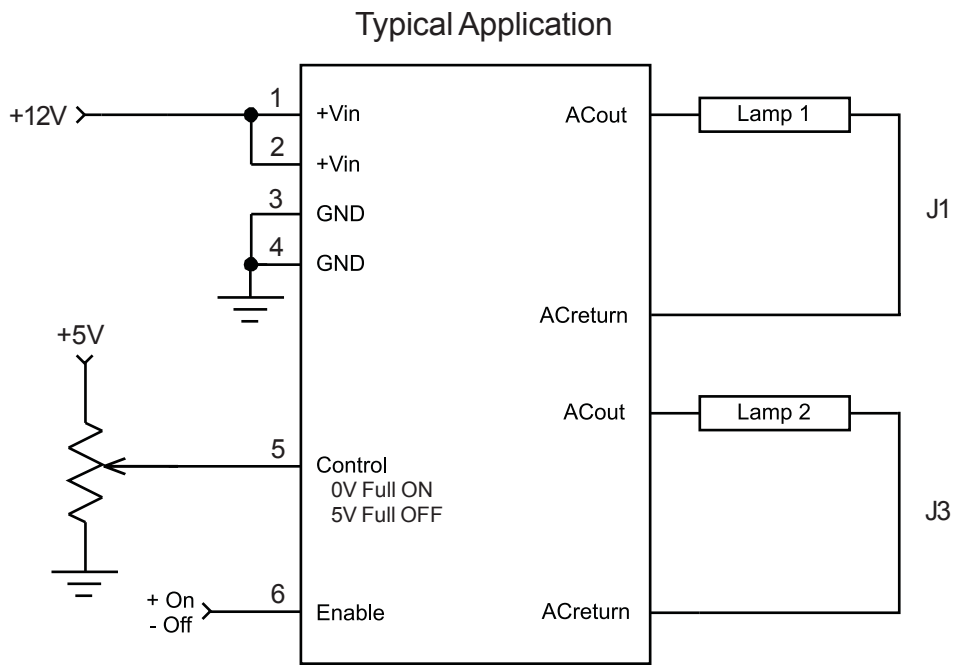 Typical Application
+12V
1
+Vin
2
+Vin
3
GND
4
GND
ACout
Lamp 1
J1
ACreturn
+5V
5
Control
0V Full ON
5V Full OFF
ACout
Lamp 2
J3
+ On
- Off
6
Enable
ACreturn